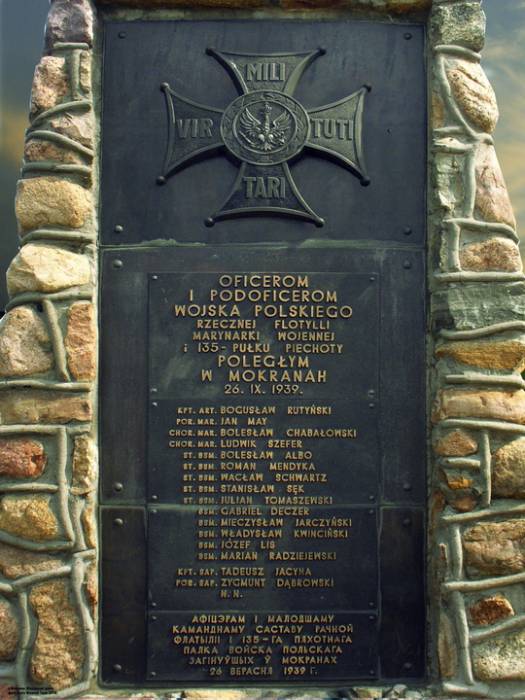 MILI
VIR TUTI
TARI
OFICEROM
I PODOFICEROM
WOJSKA POLSKIEGO
RZECZNEJ FLOTYLLI
MARYNARKI WOJENNEJ
i 135- PUŁKU PIECHOTY
POLEGŁYM
W MOKRANAH
26. IX. 1939.
KPT. ART. BOGUSŁAW RUTYŃSKI
POR. MAR. JAN MAY
CHOR. MAR. BOLESŁAW CHABAŁOWSKI
CHOR. MAR. LUDWIK SZEFER
ST. BSM. BOLESŁAW ALBO
ST. BSM. ROMAN MENDYKA
ST. BSM. WACŁAW SCHWARTZ
ST. BSM. STANISŁAW SĘK
ST. BSM. JULIAN TOMASZEWSKI
BSM. GABRIEL DECZER
BSM. MIECZYSŁAW JARCZYŃSKI
BSM. WŁADYSŁAW KWINCIŃSKI
BSM. JÓZEF LIS
BSM. MARIAN RADZIEJEWSKI
KPT. SAP. TADEUSZ JACYNA
POR. SAP. ZYGMUNT DĄBROWSKI
N. N.
АФІЦЭРАМ І МАЛОДШАМУ
КАМАНДНАМУ САСТАВУ РАЧНОЙ
ФЛАТЫЛІІ І 135-ГА ПЯХОТНАГА
ПАЛКА ВОЙСКА ПОЛЬСКАГА
ЗАГІНУЎШЫХ Ў МОКРАНАХ
26 ВЕРАСНЯ 1939 Г.